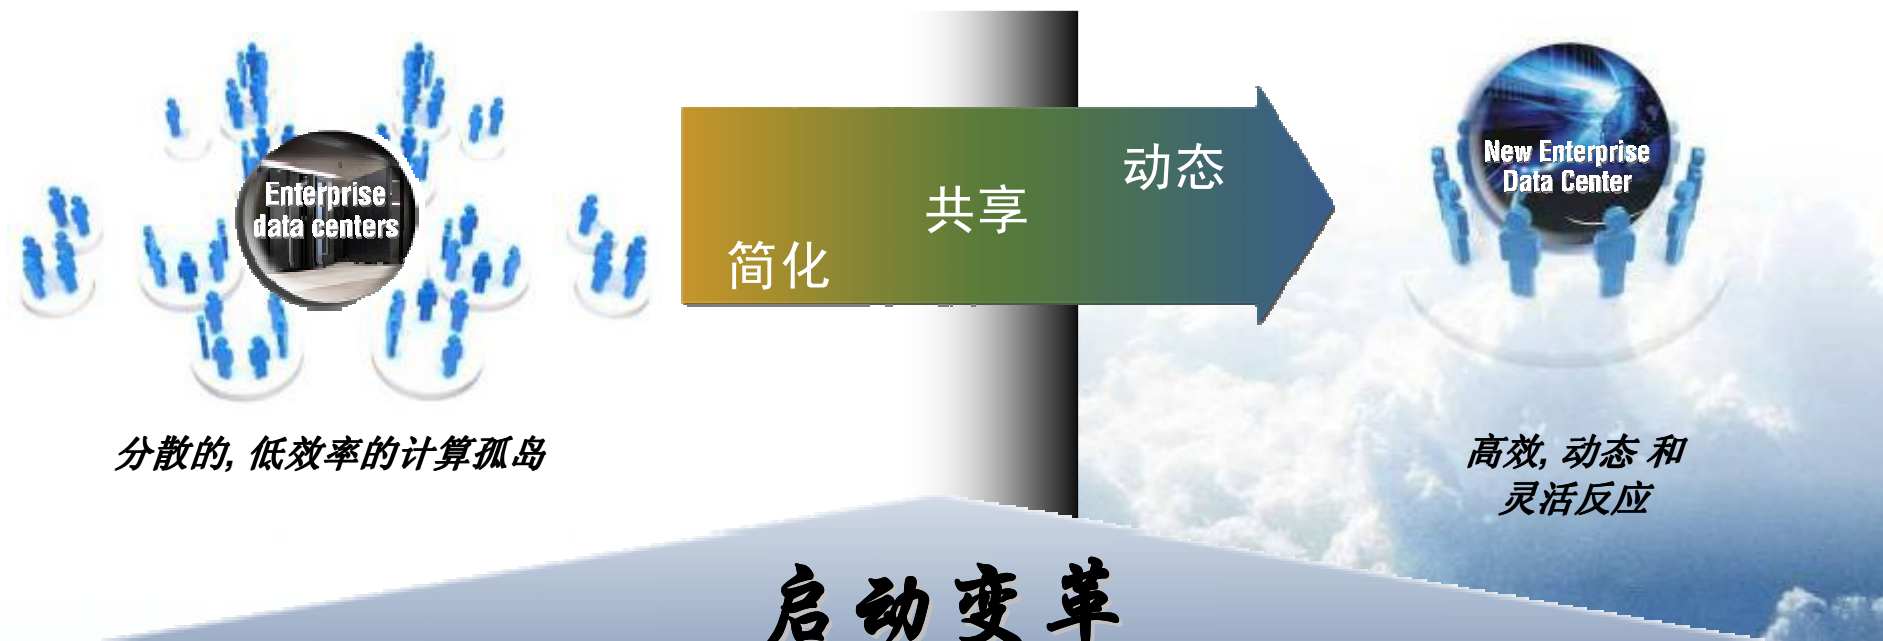 Enterprise
data centers
简化
共享
动态
New Enterprise
Data Center
分散的, 低效率的计算孤岛
高效, 动态 和
灵活反应
启动变革